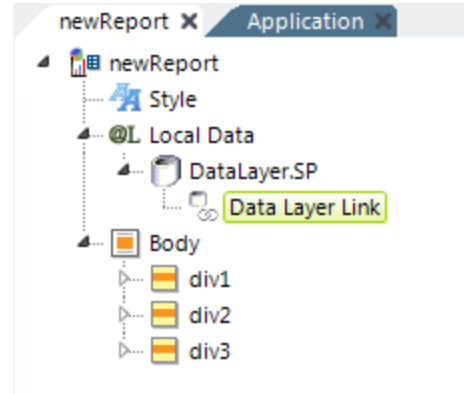 newReport Application
newReport
Style
@L Local Data
DataLayer.SP
Data Layer Link
Body
div1
div2
div3